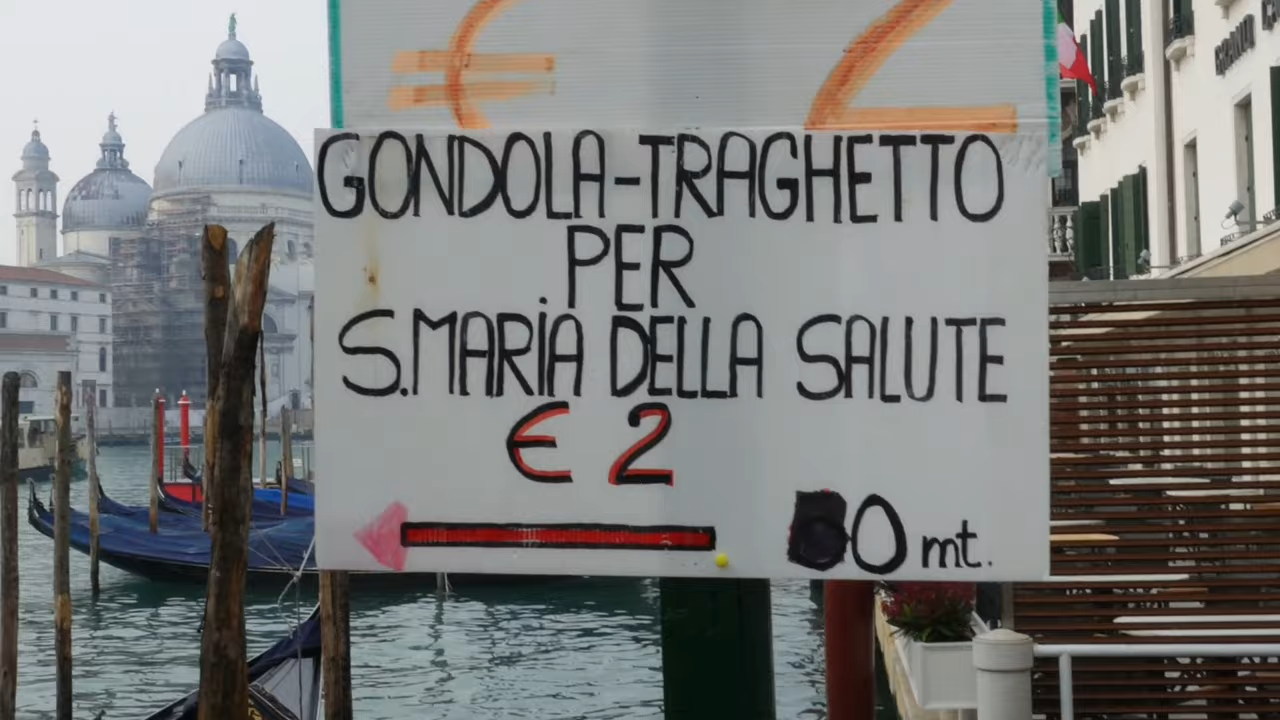 € 2
GONDOLA-TRAGHETTO
PER
S.MARIA DELLA SALUTE
€ 2
0 mt.